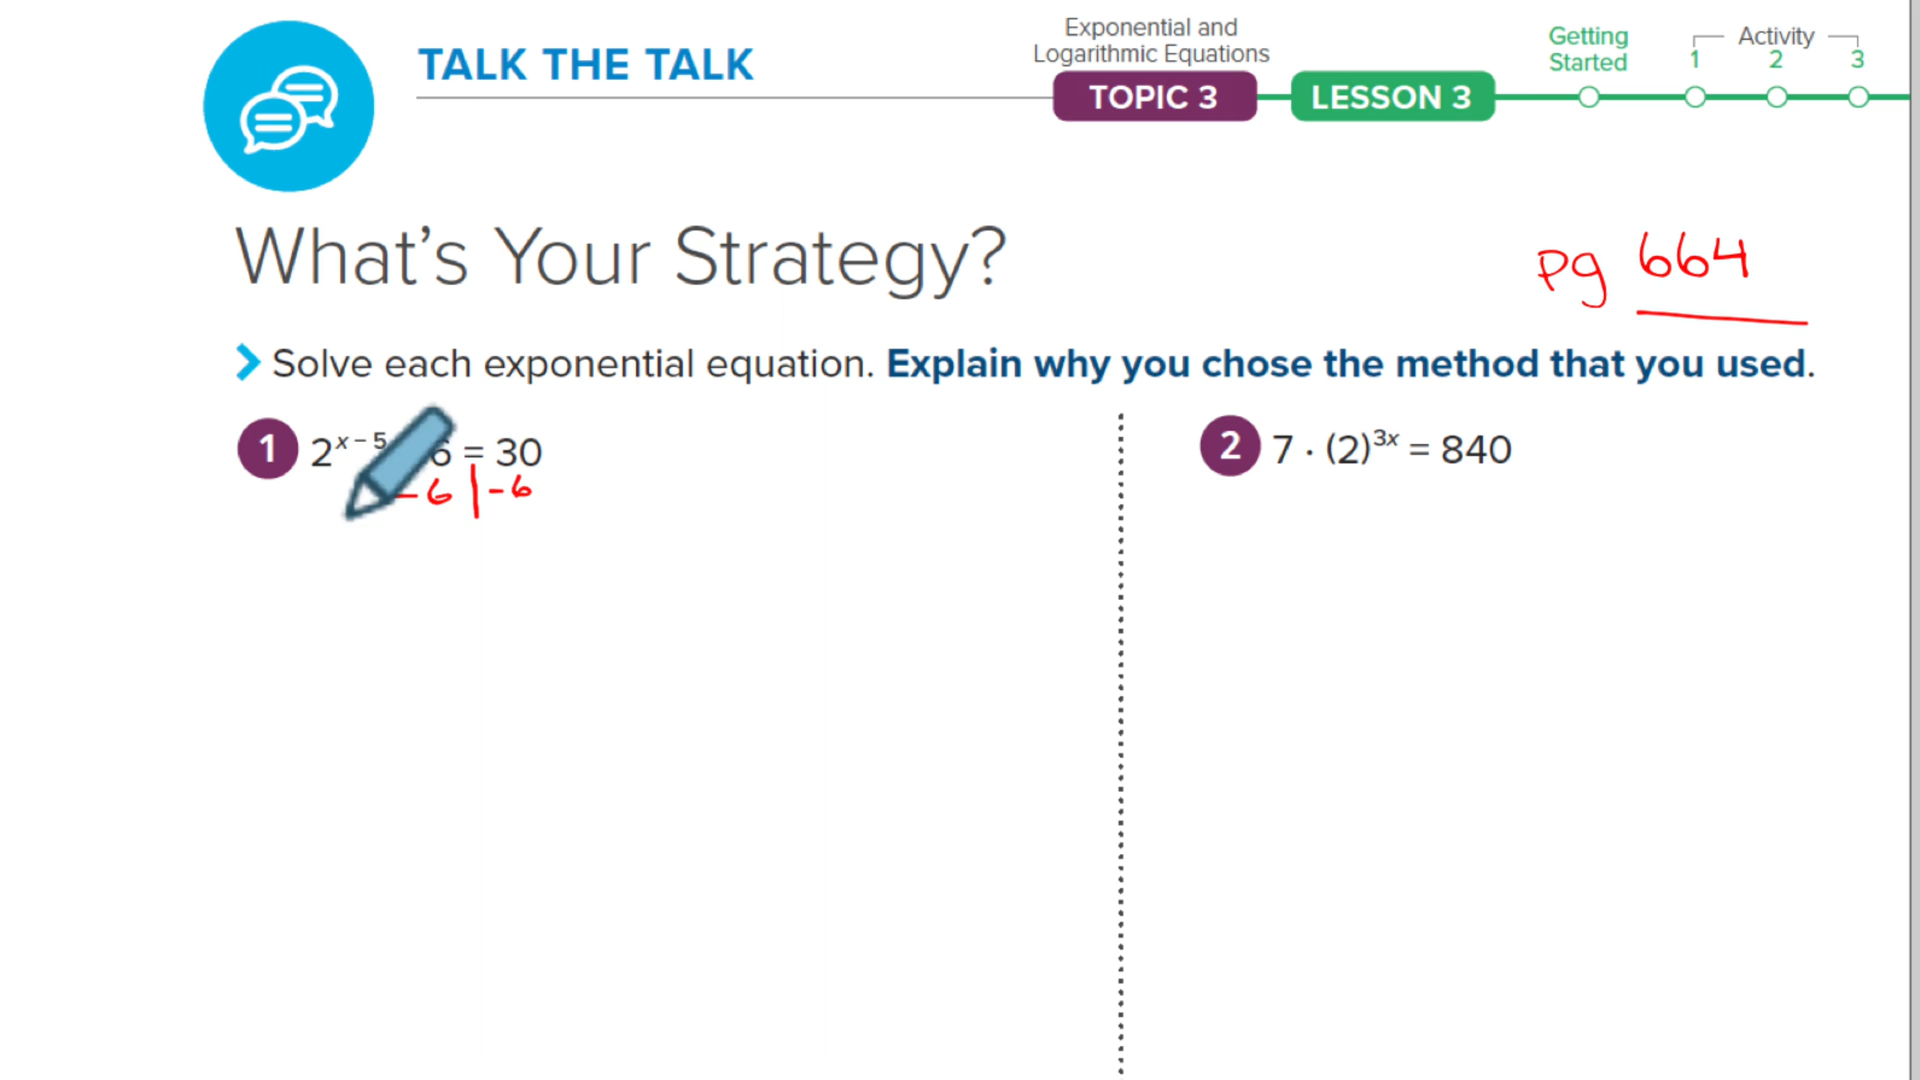 TALK THE TALK
Exponential and
Logarithmic Equations
TOPIC 3
LESSON 3
Getting
Started
Activity
1 2 3
What's Your Strategy?
pg 664
Solve each exponential equation. Explain why you chose the method that you used.
1 2^{x – 5} 6 = 30
-6 | -6
2 7 · (2)^{3x} = 840